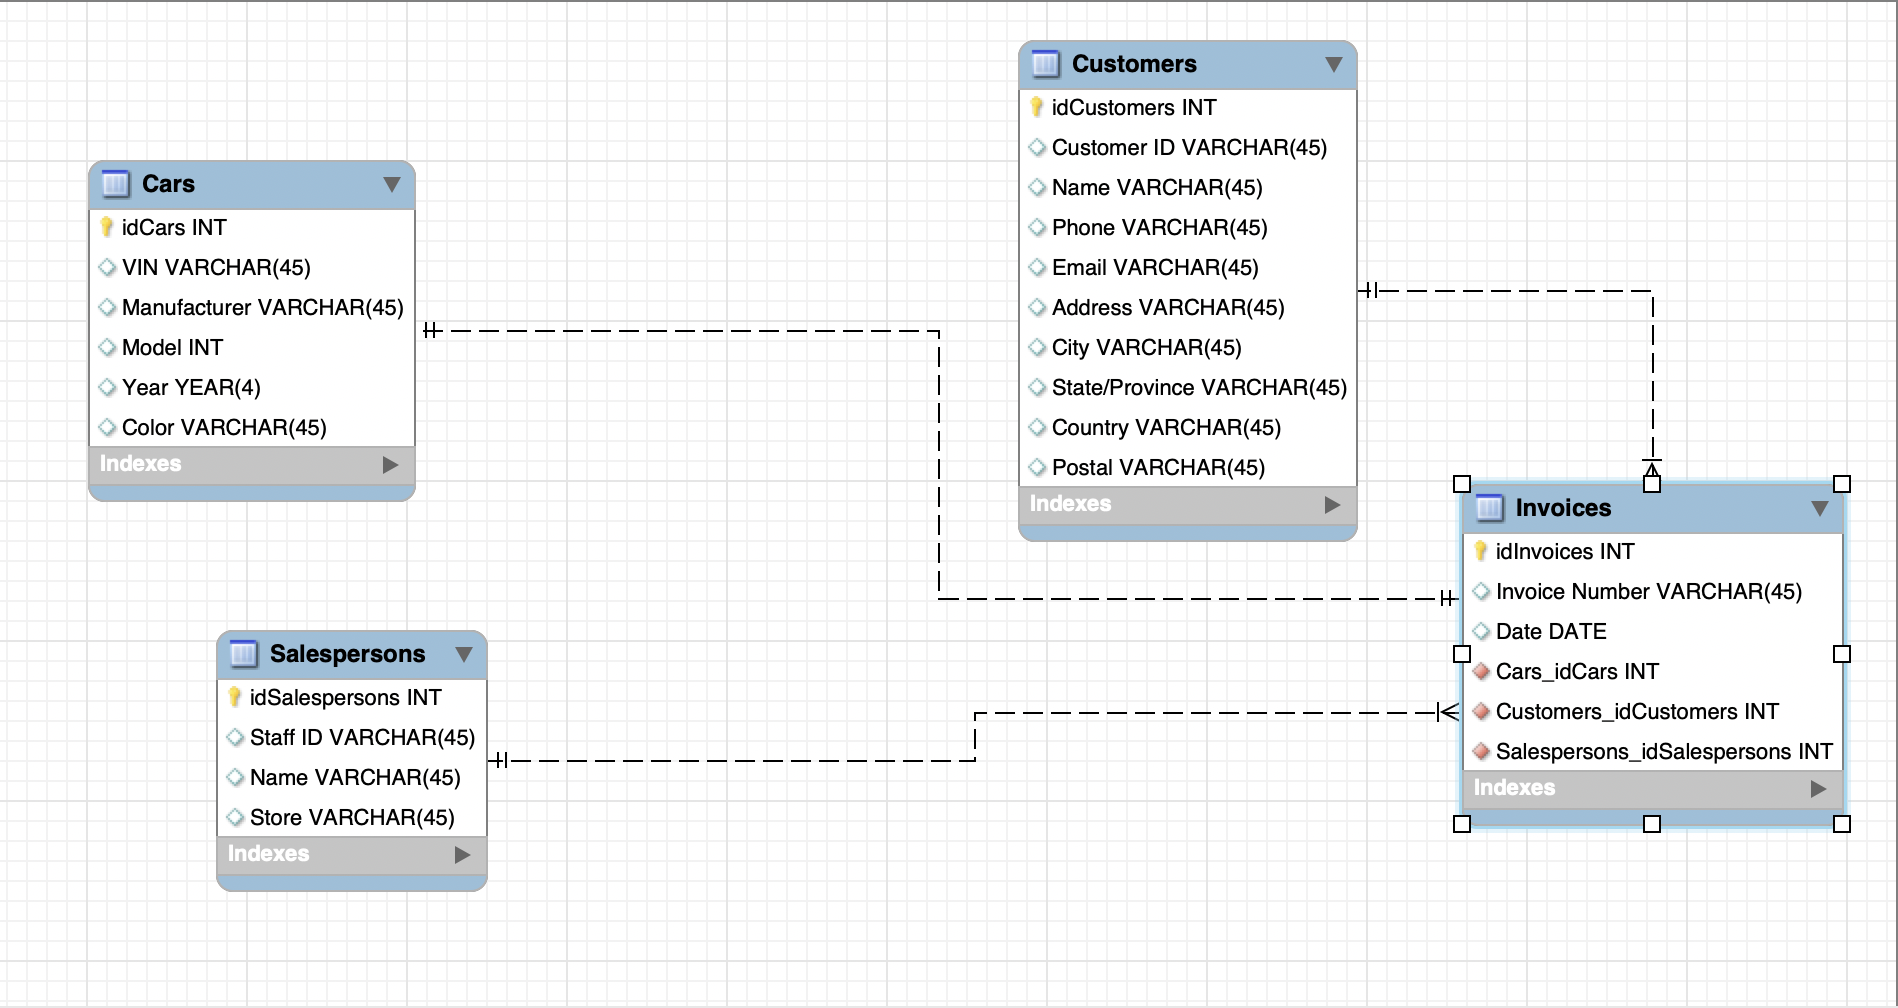 Cars
idCars INT
VIN VARCHAR(45)
Manufacturer VARCHAR(45)
Model INT
Year YEAR(4)
Color VARCHAR(45)
Indexes
Customers
idCustomers INT
Customer ID VARCHAR(45)
Name VARCHAR(45)
Phone VARCHAR(45)
Email VARCHAR(45)
Address VARCHAR(45)
City VARCHAR(45)
State/Province VARCHAR(45)
Country VARCHAR(45)
Postal VARCHAR(45)
Indexes
Salespersons
idSalespersons INT
Staff ID VARCHAR(45)
Name VARCHAR(45)
Store VARCHAR(45)
Indexes
Invoices
idInvoices INT
Invoice Number VARCHAR(45)
Date DATE
Cars_idCars INT
Customers_idCustomers INT
Salespersons_idSalespersons INT
Indexes